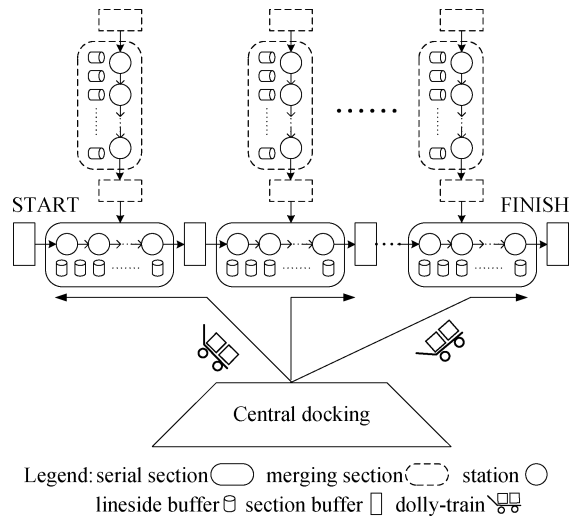 START
FINISH
Central docking
Legend: serial section merging section station
lineside buffer section buffer dolly-train